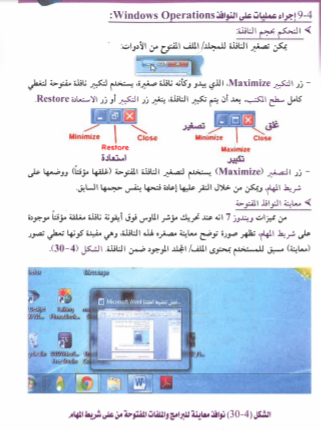 4-9 إجراء عمليات على النوافذ Windows Operations:
التحكم بحجم النافذة:
يمكن تصغير النافذة للمجلد/ الملف المفتوح من الأدوات:
– زر التكبير Maximize، الذي يبدو وكأنه نافذة صغيرة، يستخدم لتكبير نافذة مفتوحة لتغطي
كامل سطح المكتب، بعد أن يتم تكبير النافذة، يتغير زر التكبير أو زر الاستعادة Restore.
Minimize Close تصغير غلق
Restore Minimize Close
استعادة Maximize
تكبير
– زر التصغير (Maximize) يستخدم لتصغير النافذة المفتوحة (غلقها مؤقتاً) ووضعها على
شريط المهام، ويمكن من خلال النقر عليها إعادة فتحها بنفس حجمها السابق.
معاينة النوافذ المفتوحة
من مميزات ويندوز 7 انه عند تحريك مؤشر الماوس فوق أيقونة نافذة مغلقة مؤقتاً موجودة
على شريط المهام، تظهر صورة توضح معاينة مصغره لهذه النافذة، وهي مفيدة كونها تعطي تصور
(معاينة) مسبق للمستخدم بمحتوى الملف/ المجلد الموجود ضمن النافذة. الشكل (4-30).
Microsoft Word
الشكل (4-30) نوافذ معاينة للبرامج والملفات المفتوحة من على شريط المهام